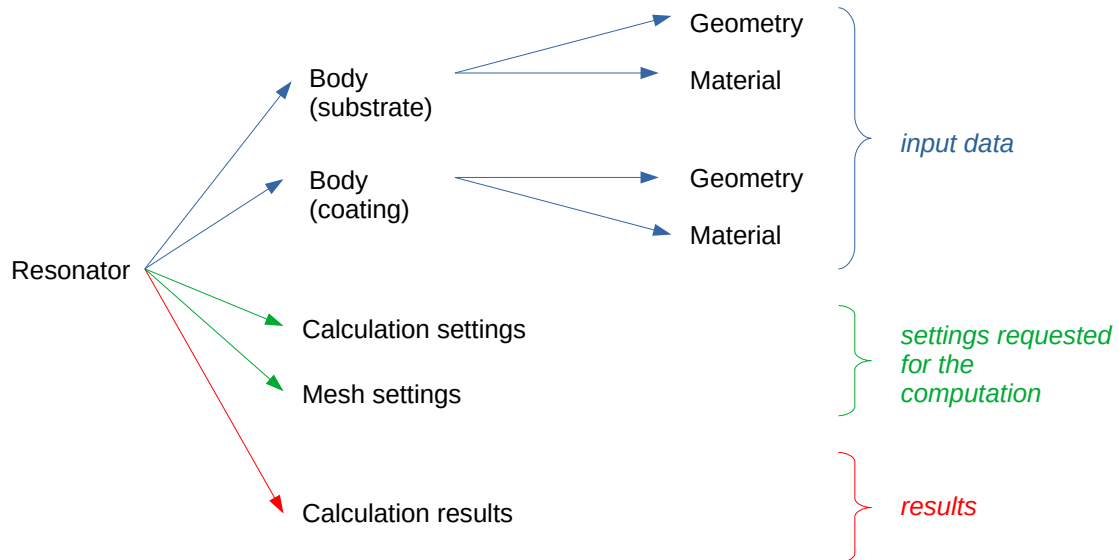 Geometry
Body
(substrate)
Material
input data
Body
(coating)
Geometry
Material
Resonator
Calculation settings
Mesh settings
settings requested
for the
computation
Calculation results
results